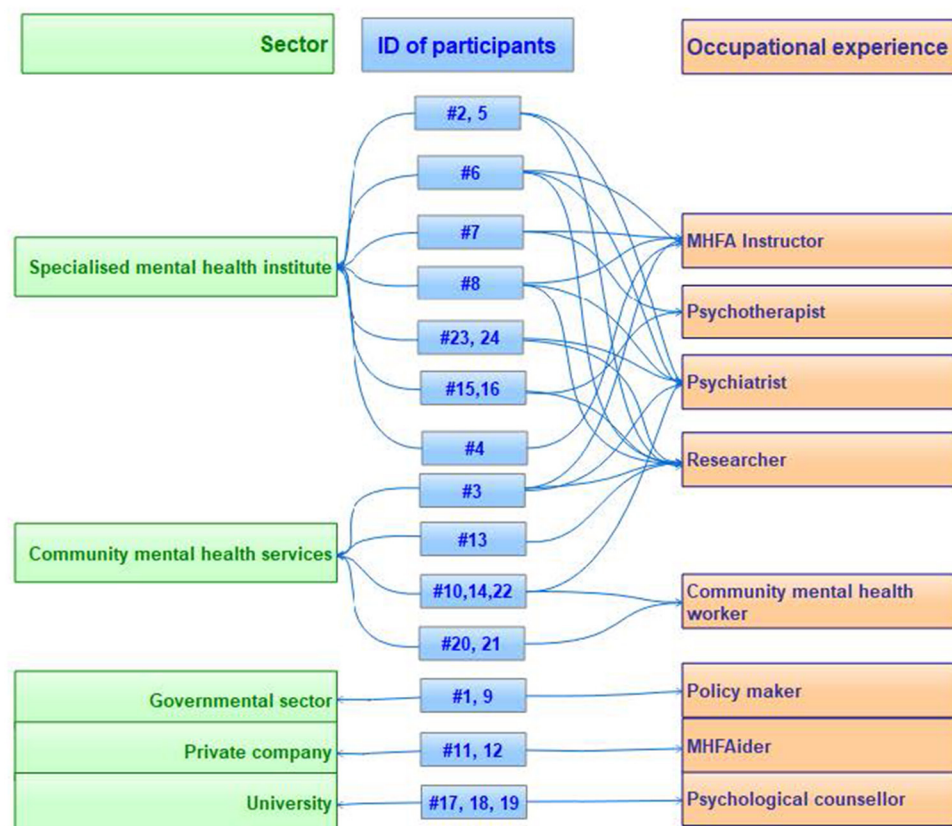 Sector
ID of participants
Occupational experience
#2, 5
#6
#7
#8
#23, 24
#15,16
#4
#3
#13
#10,14,22
#20, 21
#1, 9
#11, 12
#17, 18, 19
Specialised mental health institute
Community mental health services
Governmental sector
Private company
University
MHFA Instructor
Psychotherapist
Psychiatrist
Researcher
Community mental health
worker
Policy maker
MHFAider
Psychological counsellor